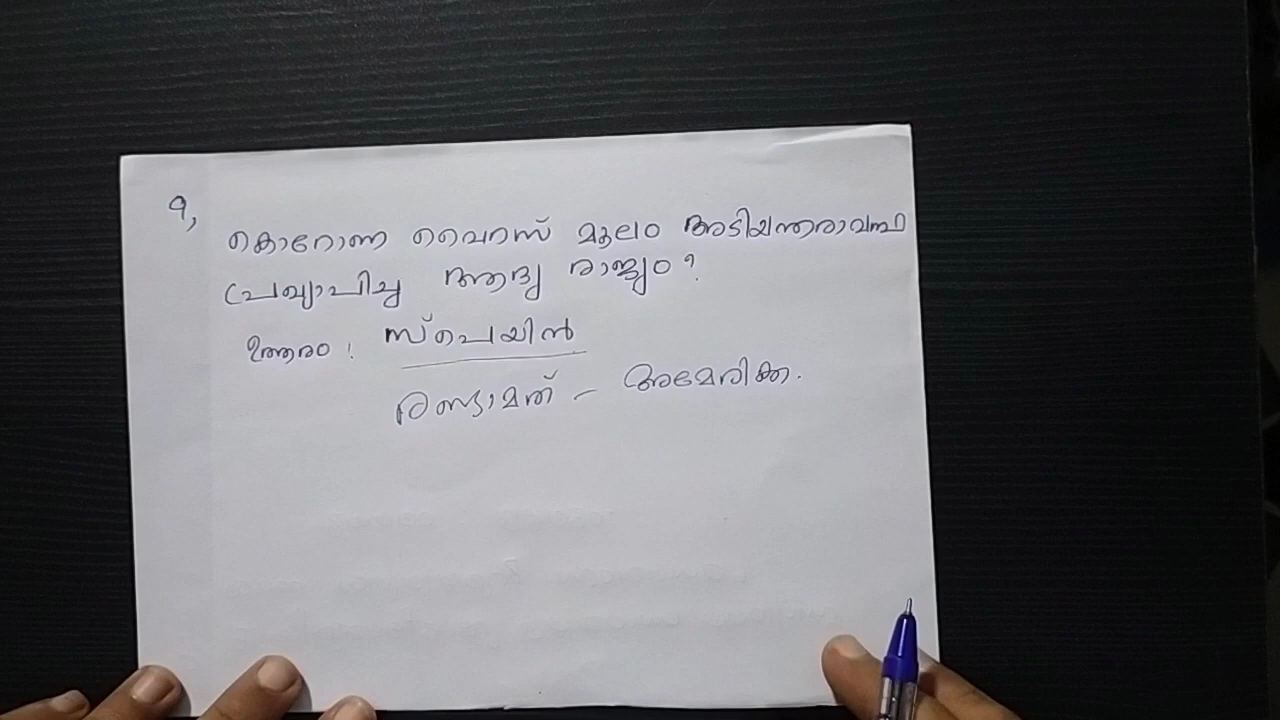 9,
കൊറോണ വൈറസ് മൂലം അടിയന്തരാവസ്ഥ
പ്രഖ്യാപിച്ച ആദ്യ രാജ്യം ?
ഉത്തരം : സ്പെയിൻ
രണ്ടാമത് - അമേരിക്ക.